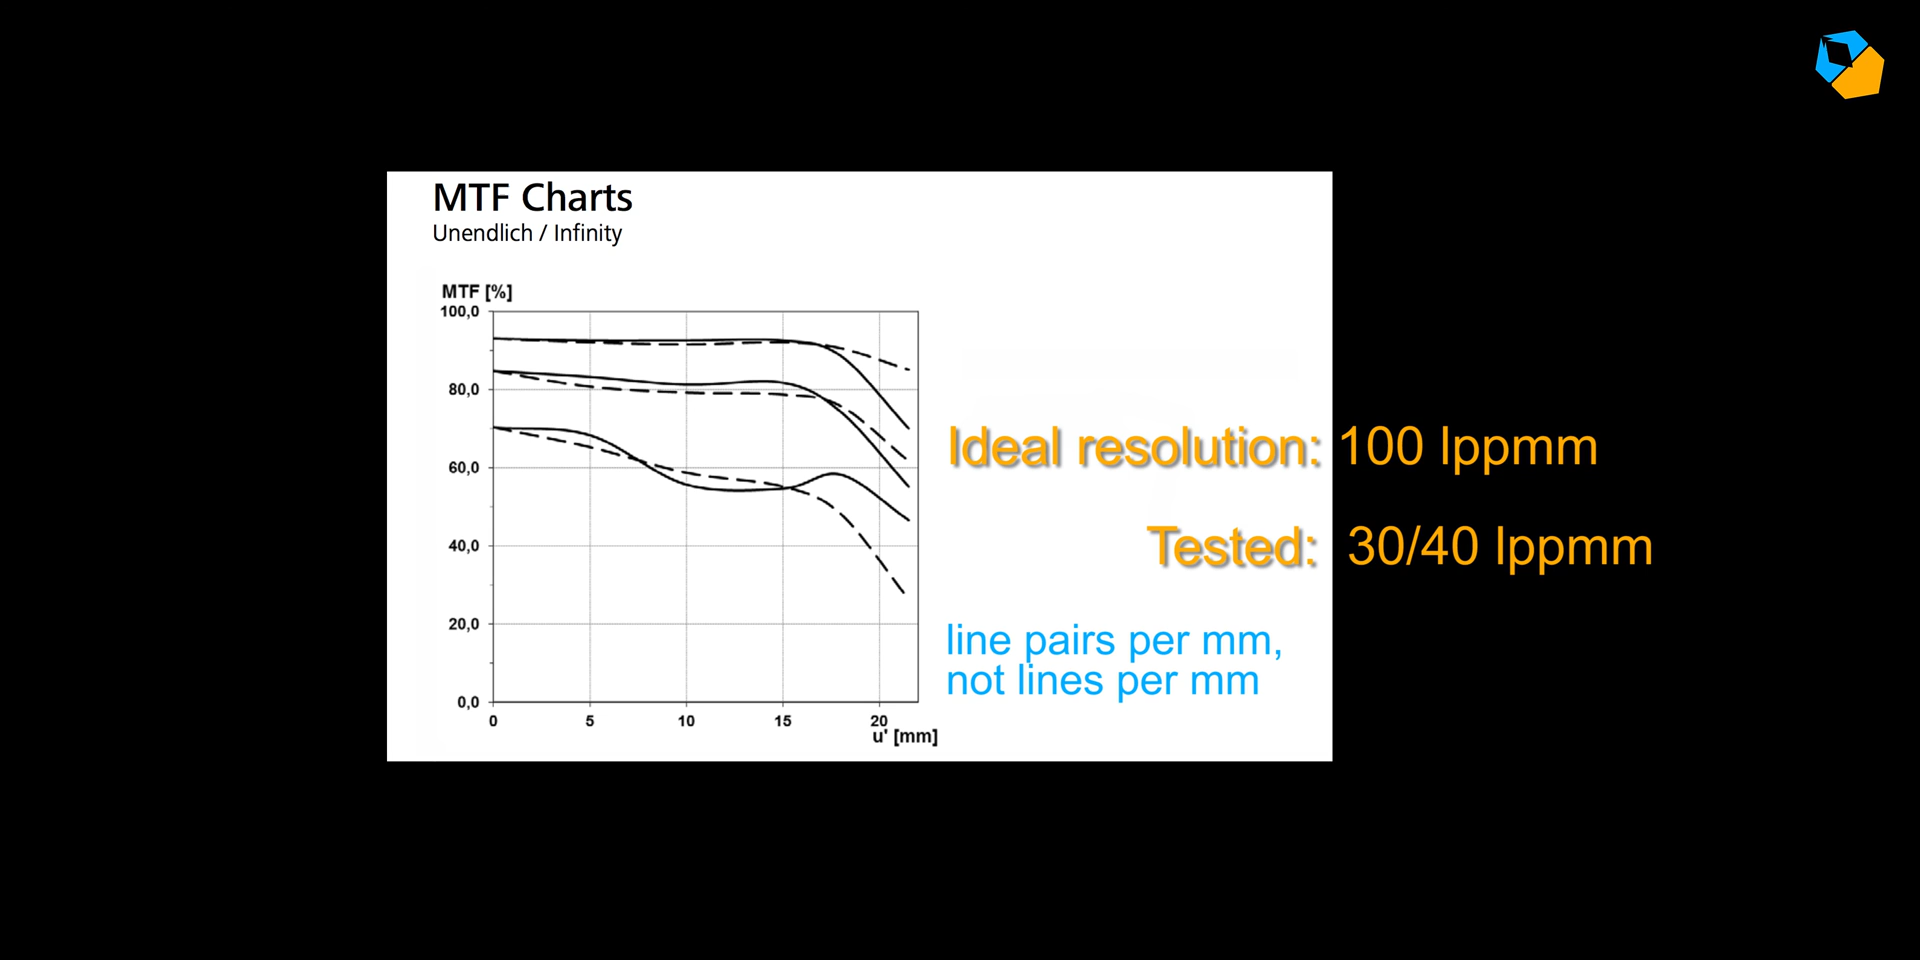 MTF Charts
Unendlich / Infinity
MTF [%]
100,0
80,0
60,0
40,0
20,0
0,0
0 5 10 15 20
u' [mm]
Ideal resolution: 100 lppmm
Tested: 30/40 lppmm
line pairs per mm,
not lines per mm